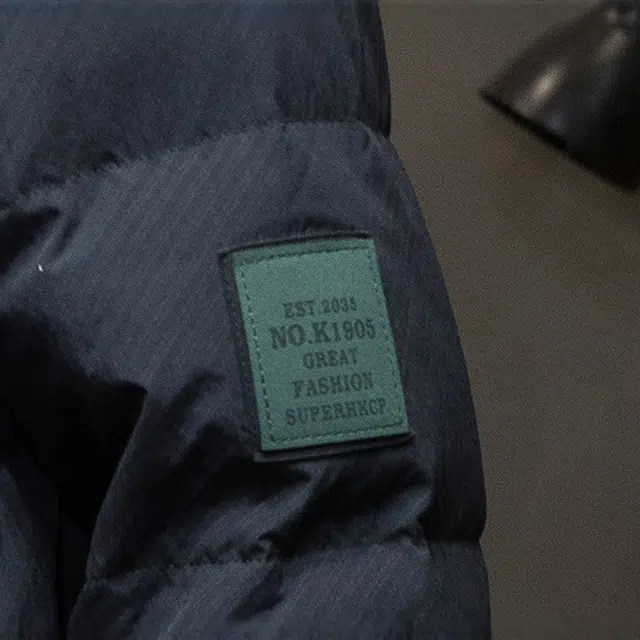 EST.2038
NO.K1905
GREAT
FASHION
SUPERHKCP